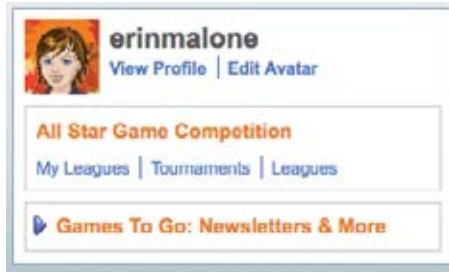 erinmalone
View Profile | Edit Avatar
All Star Game Competition
My Leagues | Tournaments | Leagues
Games To Go: Newsletters & More